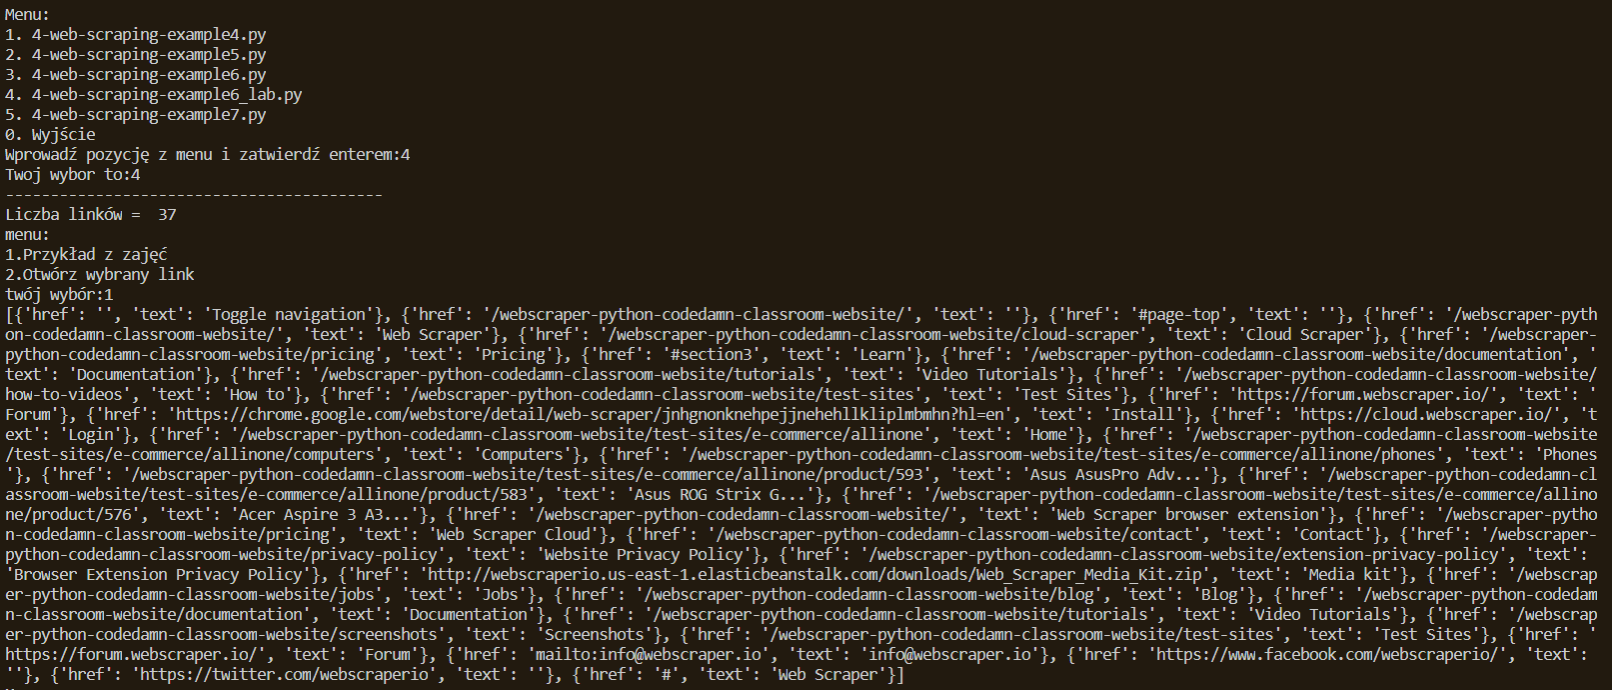 Menu:
1. 4-web-scraping-example4.py
2. 4-web-scraping-example5.py
3. 4-web-scraping-example6.py
4. 4-web-scraping-example6_lab.py
5. 4-web-scraping-example7.py
0. Wyjście
Wprowadź pozycję z menu i zatwierdź enterem:4
Twoj wybor to:4
------------------------------------------
Liczba linków =  37
menu:
1.Przykład z zajęć
2.Otwórz wybrany link
twój wybór:1
[{'href': '', 'text': 'Toggle navigation'}, {'href': '/webscraper-python-codedamn-classroom-website/', 'text': ''}, {'href': '#page-top', 'text': ''}, {'href': '/webscraper-pyth
on-codedamn-classroom-website/', 'text': 'Web Scraper'}, {'href': '/webscraper-python-codedamn-classroom-website/cloud-scraper', 'text': 'Cloud Scraper'}, {'href': '/webscraper-
python-codedamn-classroom-website/pricing', 'text': 'Pricing'}, {'href': '#section3', 'text': 'Learn'}, {'href': '/webscraper-python-codedamn-classroom-website/documentation', '
text': 'Documentation'}, {'href': '/webscraper-python-codedamn-classroom-website/tutorials', 'text': 'Video Tutorials'}, {'href': '/webscraper-python-codedamn-classroom-website/
how-to-videos', 'text': 'How to'}, {'href': '/webscraper-python-codedamn-classroom-website/test-sites', 'text': 'Test Sites'}, {'href': 'https://forum.webscraper.io/', 'text': '
Forum'}, {'href': 'https://chrome.google.com/webstore/detail/web-scraper/jnhgnonknehpejjnehehllkliplmbmhn?hl=en', 'text': 'Install'}, {'href': 'https://cloud.webscraper.io/', 't
ext': 'Login'}, {'href': '/webscraper-python-codedamn-classroom-website/test-sites/e-commerce/allinone', 'text': 'Home'}, {'href': '/webscraper-python-codedamn-classroom-website
/test-sites/e-commerce/allinone/computers', 'text': 'Computers'}, {'href': '/webscraper-python-codedamn-classroom-website/test-sites/e-commerce/allinone/phones', 'text': 'Phones
'}, {'href': '/webscraper-python-codedamn-classroom-website/test-sites/e-commerce/allinone/product/593', 'text': 'Asus AsusPro Adv...'}, {'href': '/webscraper-python-codedamn-cl
assroom-website/test-sites/e-commerce/allinone/product/583', 'text': 'Asus ROG Strix G...'}, {'href': '/webscraper-python-codedamn-classroom-website/test-sites/e-commerce/allino
ne/product/576', 'text': 'Acer Aspire 3 A3...'}, {'href': '/webscraper-python-codedamn-classroom-website/', 'text': 'Web Scraper browser extension'}, {'href': '/webscraper-pytho
n-codedamn-classroom-website/pricing', 'text': 'Web Scraper Cloud'}, {'href': '/webscraper-python-codedamn-classroom-website/contact', 'text': 'Contact'}, {'href': '/webscraper-
python-codedamn-classroom-website/privacy-policy', 'text': 'Website Privacy Policy'}, {'href': '/webscraper-python-codedamn-classroom-website/extension-privacy-policy', 'text': 
'Browser Extension Privacy Policy'}, {'href': 'http://webscraperio.us-east-1.elasticbeanstalk.com/downloads/Web_Scraper_Media_Kit.zip', 'text': 'Media kit'}, {'href': '/webscrap
er-python-codedamn-classroom-website/jobs', 'text': 'Jobs'}, {'href': '/webscraper-python-codedamn-classroom-website/blog', 'text': 'Blog'}, {'href': '/webscraper-python-codedam
n-classroom-website/documentation', 'text': 'Documentation'}, {'href': '/webscraper-python-codedamn-classroom-website/tutorials', 'text': 'Video Tutorials'}, {'href': '/webscrap
er-python-codedamn-classroom-website/screenshots', 'text': 'Screenshots'}, {'href': '/webscraper-python-codedamn-classroom-website/test-sites', 'text': 'Test Sites'}, {'href': '
https://forum.webscraper.io/', 'text': 'Forum'}, {'href': 'mailto:info@webscraper.io', 'text': 'info@webscraper.io'}, {'href': 'https://www.facebook.com/webscraperio/', 'text': 
''}, {'href': 'https://twitter.com/webscraperio', 'text': ''}, {'href': '#', 'text': 'Web Scraper'}]